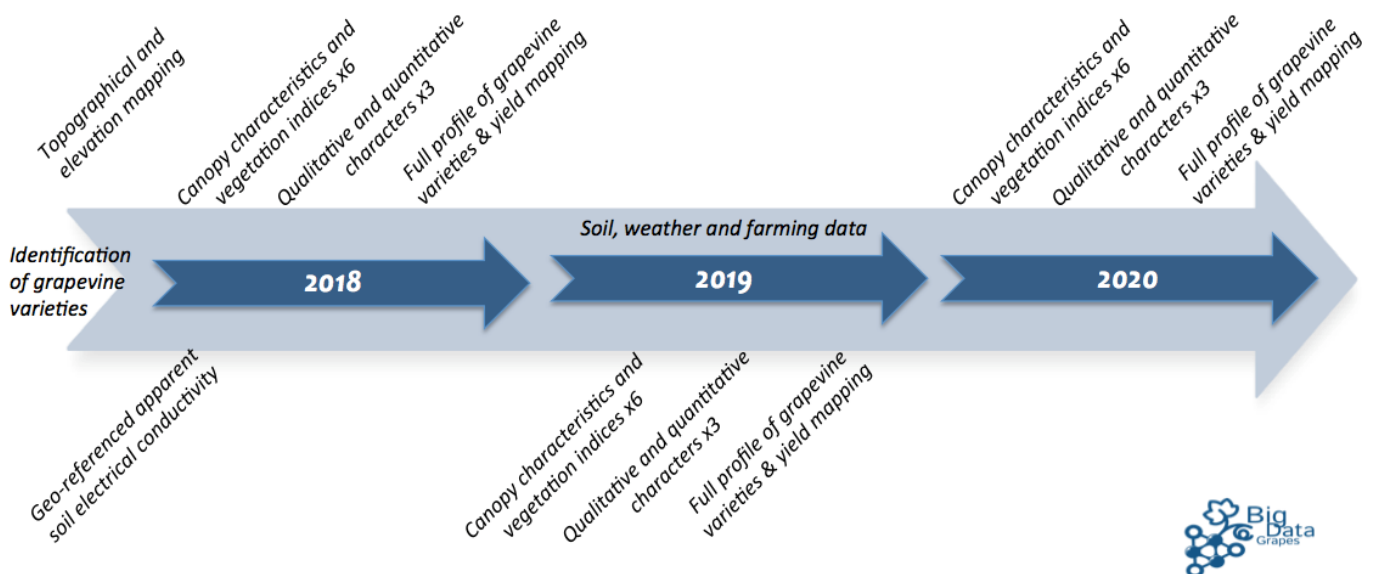 Topographical and
elevation mapping
Canopy characteristics and
vegetation indices x6
Qualitative and quantitative
characters x3
Full profile of grapevine
varieties & yield mapping
Canopy characteristics and
vegetation indices x6
Qualitative and quantitative
characters x3
Full profile of grapevine
varieties & yield mapping
Soil, weather and farming data
Identification
of grapevine
varieties
2018
2019
2020
Geo-referenced apparent
soil electrical conductivity
Canopy characteristics and
vegetation indices x6
Qualitative and quantitative
characters x3
Full profile of grapevine
varieties & yield mapping
Big
Data
Grapes